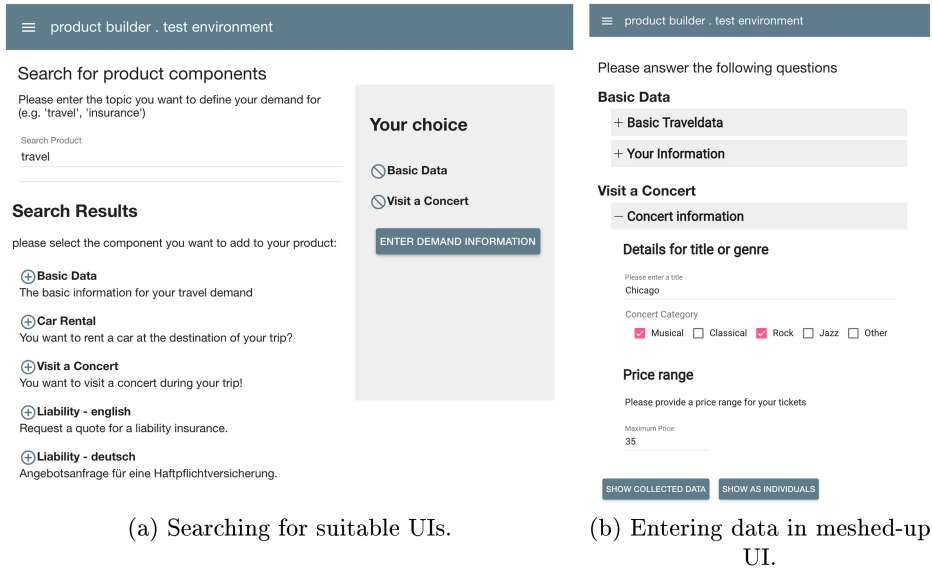 product builder . test environment
Search for product components
Please enter the topic you want to define your demand for
(e.g. 'travel', 'insurance')
Search Product
travel
Search Results
please select the component you want to add to your product:
Basic Data
The basic information for your travel demand
Car Rental
You want to rent a car at the destination of your trip?
Visit a Concert
You want to visit a concert during your trip!
Liability - english
Request a quote for a liability insurance.
Liability - deutsch
Angebotsanfrage für eine Haftpflichtversicherung.
Your choice
Basic Data
Visit a Concert
ENTER DEMAND INFORMATION
(a) Searching for suitable UIs.
product builder . test environment
Please answer the following questions
Basic Data
+ Basic Traveldata
+ Your Information
Visit a Concert
− Concert information
Details for title or genre
Please enter a title
Chicago
Concert Category
Musical Classical Rock Jazz Other
Price range
Please provide a price range for your tickets
Maximum Price
35
SHOW COLLECTED DATA SHOW AS INDIVIDUALS
(b) Entering data in meshed-up
UI.